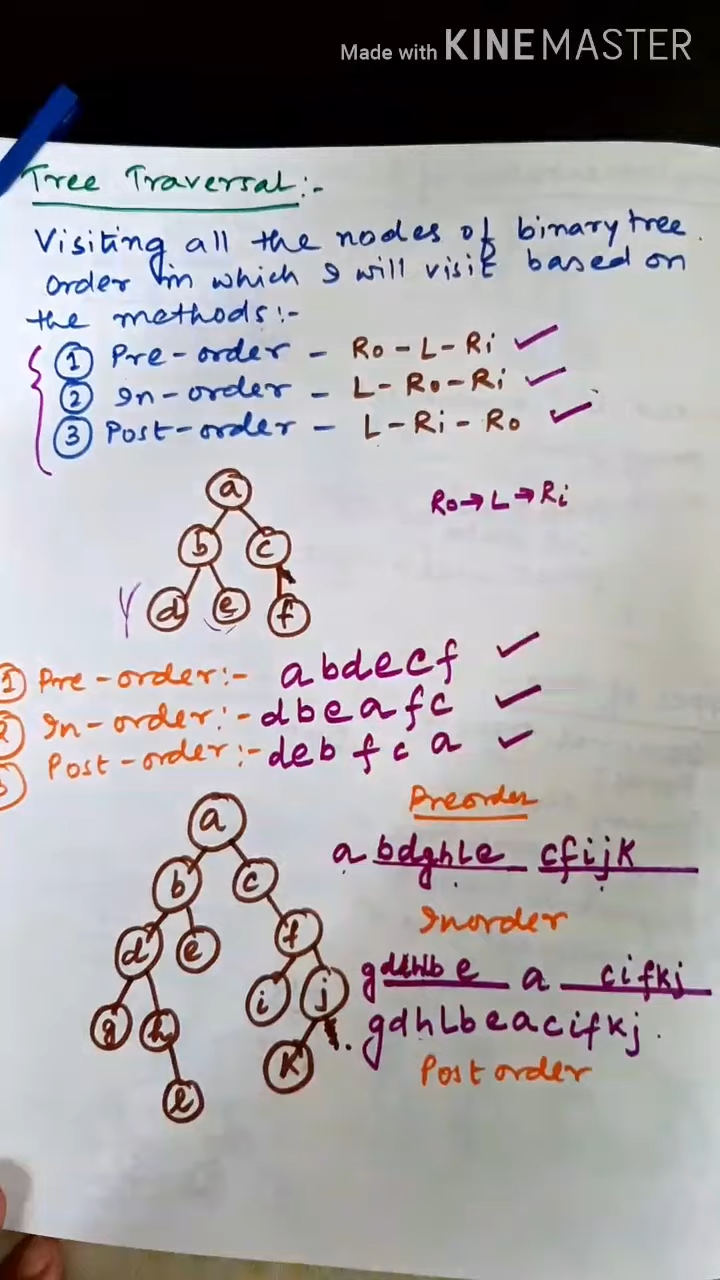 Made with KINEMASTER
Tree Traversal:-
Visiting all the nodes of binary tree.
order in which I will visit based on
the methods:-
1 Pre-order - Ro-L-Ri ✓
2 In-order - L-Ro-Ri ✓
3 Post-order - L-Ri-Ro ✓
Ro→L→Ri
a
b c
d e f
1 Pre-order:- abdecf ✓
2 In-order:- dbeafc ✓
Post-order:- debfca ✓
Preorder
a bdghle cfijk
Inorder
a cifkj
gdhLbeacifkj.
Post order
a
b c
d e f
g h i j
l k